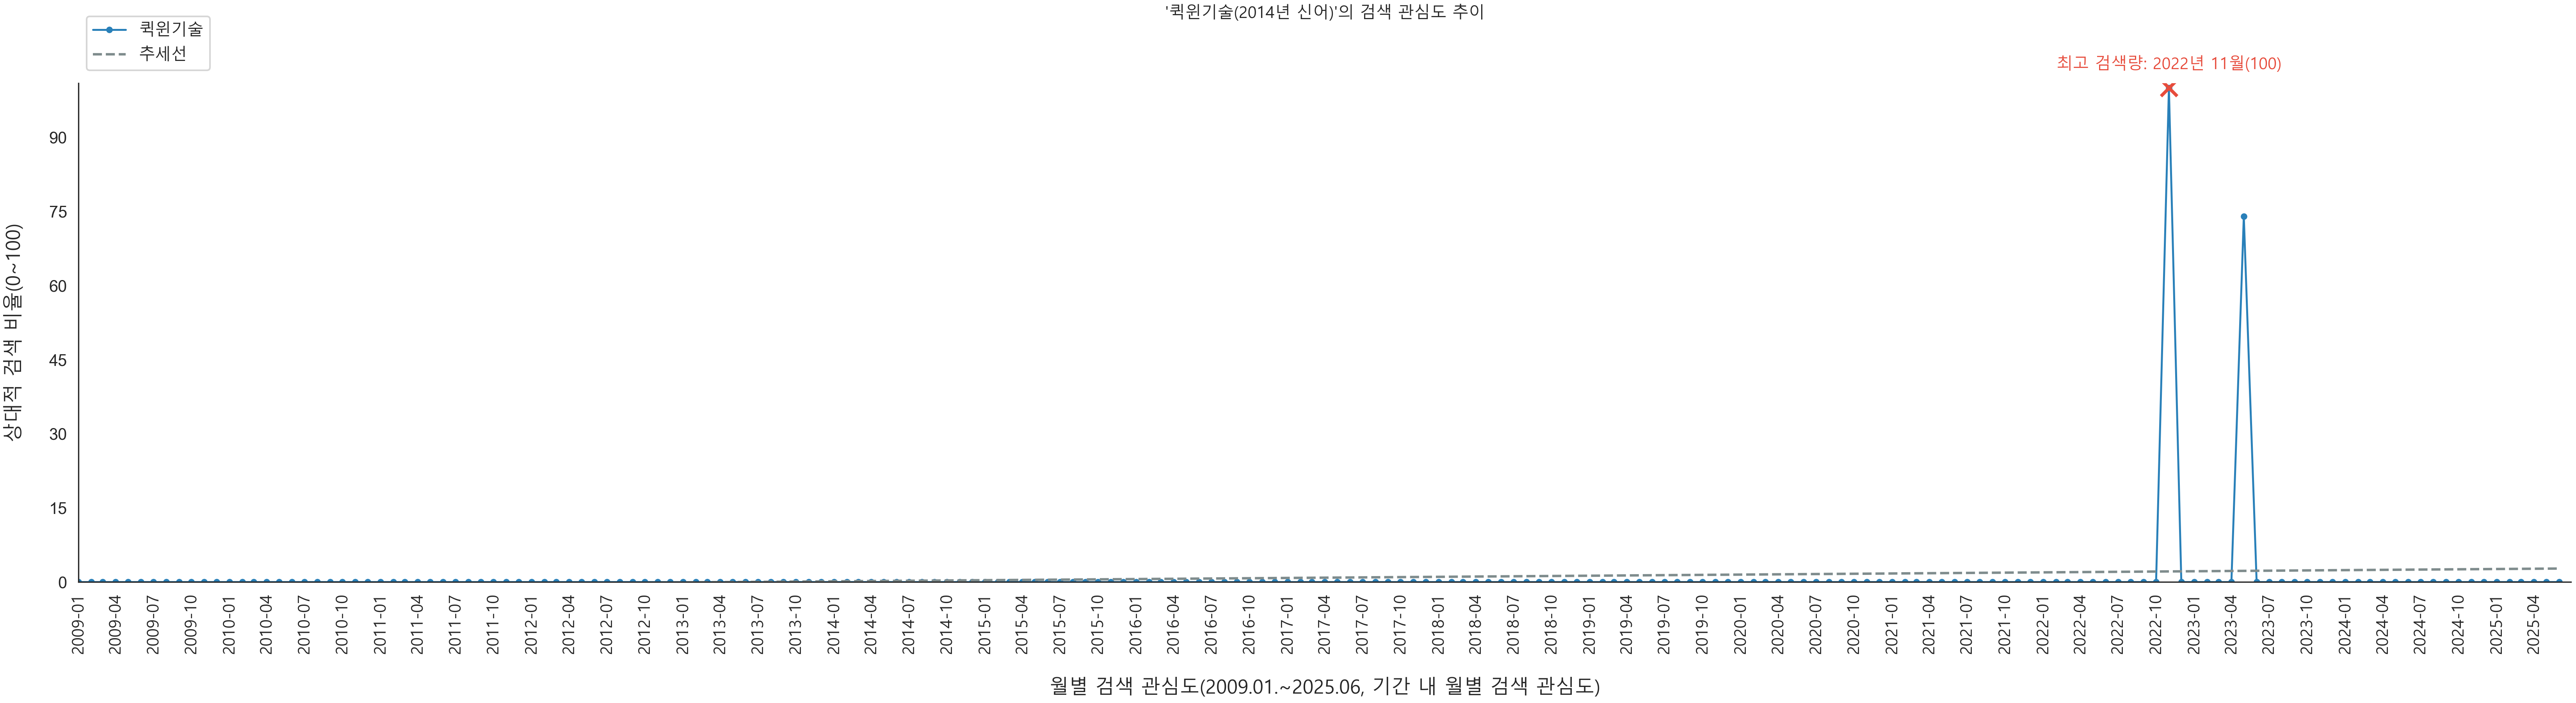 '퀵윈기술(2014년 신어)'의 검색 관심도 추이
퀵윈기술
추세선
최고 검색량: 2022년 11월(100)
상대적 검색 비율(0~100)
90
75
60
45
30
15
0
2009-01 2009-04 2009-07 2009-10 2010-01 2010-04 2010-07 2010-10 2011-01 2011-04 2011-07 2011-10 2012-01 2012-04 2012-07 2012-10 2013-01 2013-04 2013-07 2013-10 2014-01 2014-04 2014-07 2014-10 2015-01 2015-04 2015-07 2015-10 2016-01 2016-04 2016-07 2016-10 2017-01 2017-04 2017-07 2017-10 2018-01 2018-04 2018-07 2018-10 2019-01 2019-04 2019-07 2019-10 2020-01 2020-04 2020-07 2020-10 2021-01 2021-04 2021-07 2021-10 2022-01 2022-04 2022-07 2022-10 2023-01 2023-04 2023-07 2023-10 2024-01 2024-04 2024-07 2024-10 2025-01 2025-04
월별 검색 관심도(2009.01.~2025.06, 기간 내 월별 검색 관심도)